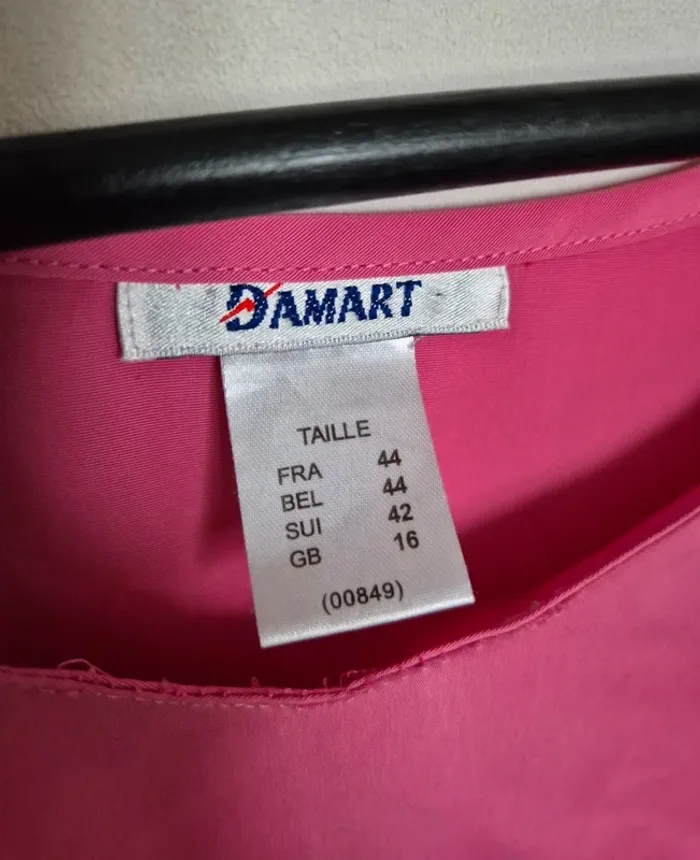 DAMART
TAILLE
FRA 44
BEL 44
SUI 42
GB 16
(00849)